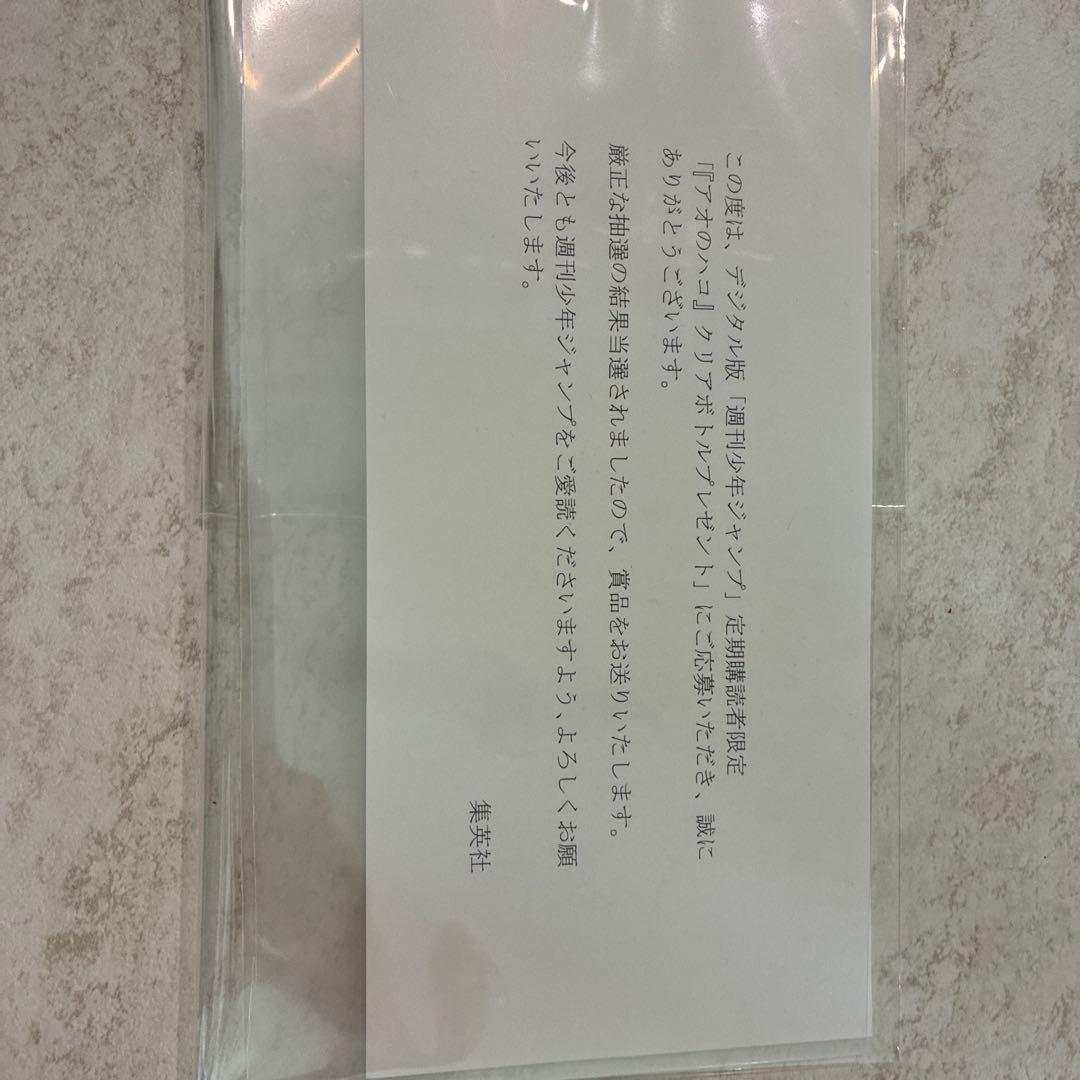 この度は、デジタル版「週刊少年ジャンプ」定期購読者限定
「『アオのハコ』クリアボトルプレゼント」にご応募いただき、誠に
ありがとうございます。
厳正な抽選の結果当選されましたので、賞品をお送りいたします。
今後とも週刊少年ジャンプをご愛読くださいますよう、よろしくお願
いいたします。
集英社